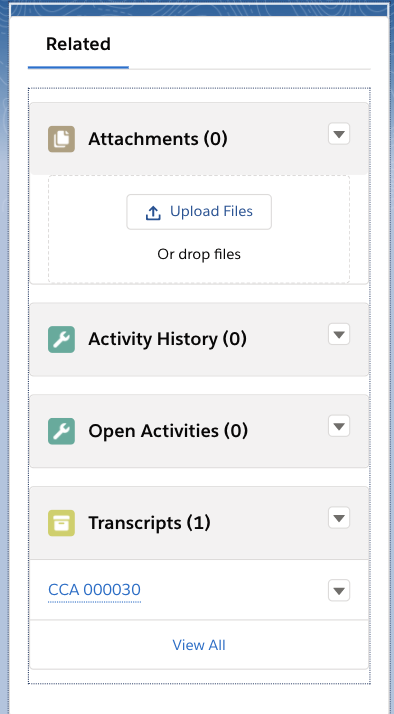 Related
Attachments (0)
Upload Files
Or drop files
Activity History (0)
Open Activities (0)
Transcripts (1)
CCA 000030
View All